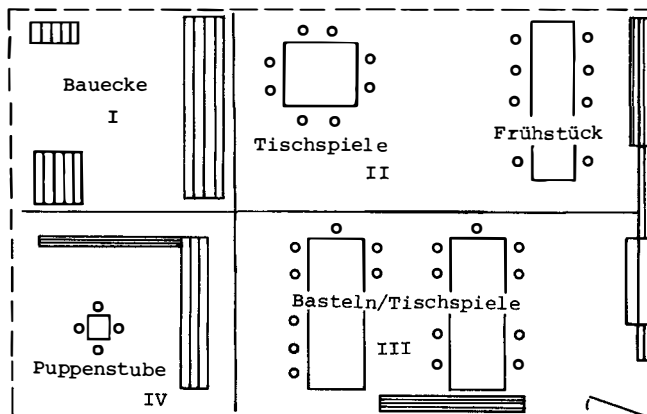 Bauecke
I
Tischspiele
II
Frühstück
Basteln/Tischspiele
III
Puppenstube
IV